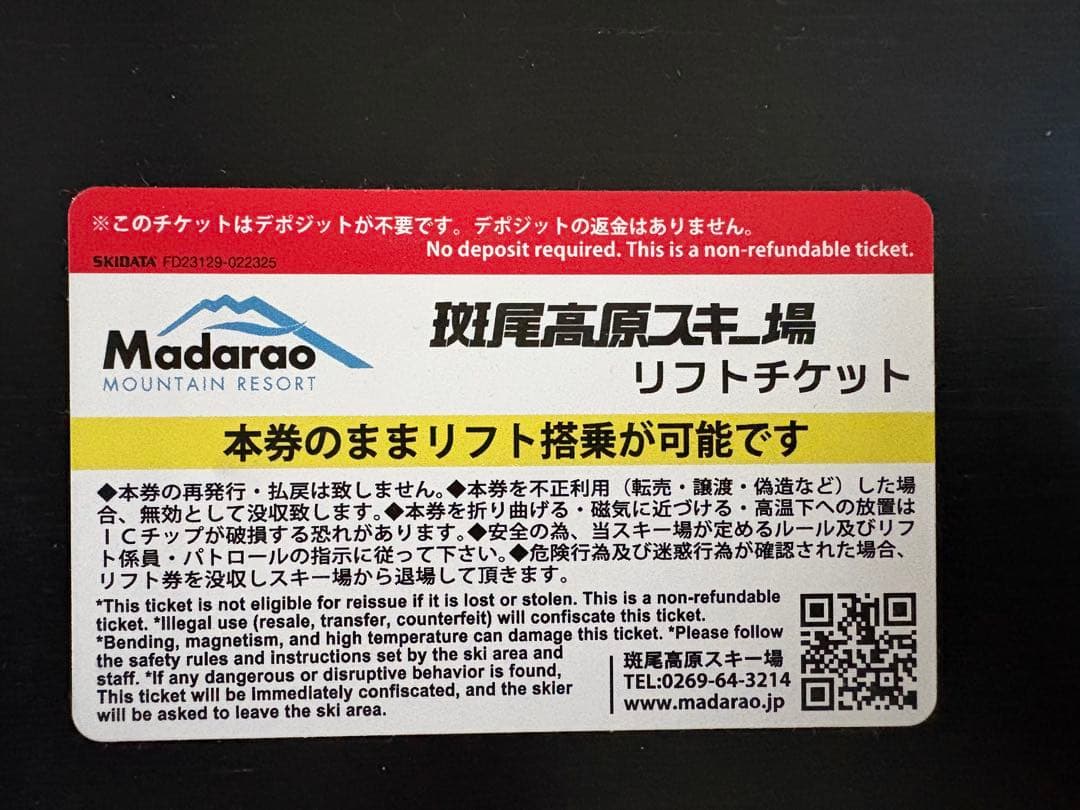 ※このチケットはデポジットが不要です。デポジットの返金はありません。
No deposit required. This is a non-refundable ticket.
SKIDATA FD23129-022325
Madarao
MOUNTAIN RESORT
斑尾高原スキー場
リフトチケット
本券のままリフト搭乗が可能です
◆本券の再発行・払戻は致しません。◆本券を不正利用（転売・譲渡・偽造など）した場
合、無効として没収致します。◆本券を折り曲げる・磁気に近づける・高温下への放置は
ＩＣチップが破損する恐れがあります。◆安全の為、当スキー場が定めるルール及びリフ
ト係員・パトロールの指示に従って下さい。◆危険行為及び迷惑行為が確認された場合、
リフト券を没収しスキー場から退場して頂きます。
*This ticket is not eligible for reissue if it is lost or stolen. This is a non-refundable
ticket. *Illegal use (resale, transfer, counterfeit) will confiscate this ticket.
*Bending, magnetism, and high temperature can damage this ticket. *Please follow
the safety rules and instructions set by the ski area and
staff. *If any dangerous or disruptive behavior is found,
This ticket will be immediately confiscated, and the skier
will be asked to leave the ski area.
斑尾高原スキー場
TEL:0269-64-3214
www.madarao.jp